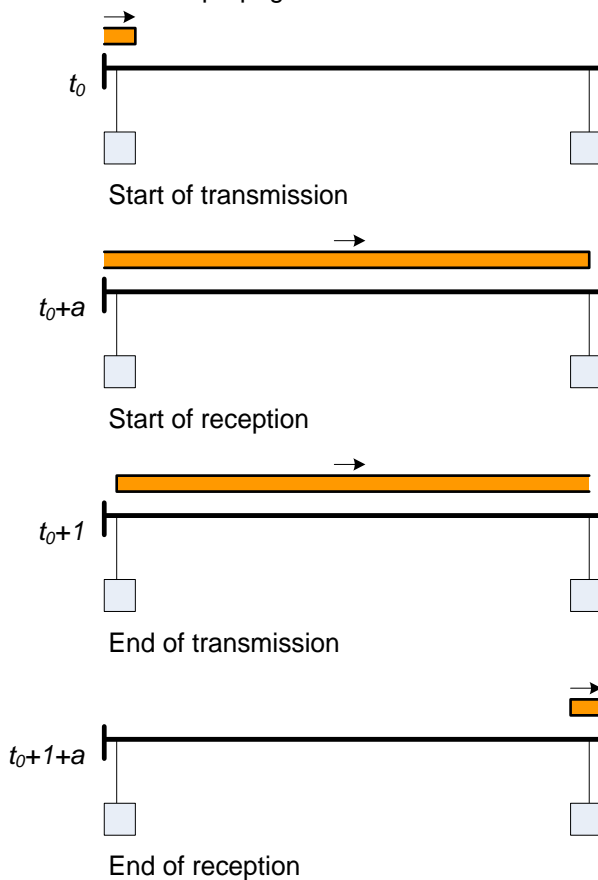 t₀
Start of transmission
t₀+a
Start of reception
t₀+1
End of transmission
t₀+1+a
End of reception